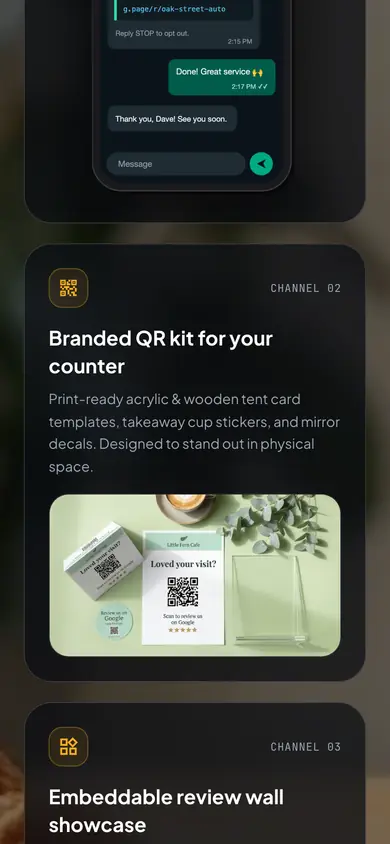 g.page/r/oak-street-auto
Reply STOP to opt out.
2:15 PM
Done! Great service 🙌
2:17 PM ✓✓
Thank you, Dave! See you soon.
Message
CHANNEL 02
Branded QR kit for your
counter
Print-ready acrylic & wooden tent card
templates, takeaway cup stickers, and mirror
decals. Designed to stand out in physical
space.
Little Fern Cafe
Loved your visit?
Loved your visit?
Review us on
Google
Scan to review us
on Google
★★★★★
CHANNEL 03
Embeddable review wall
showcase